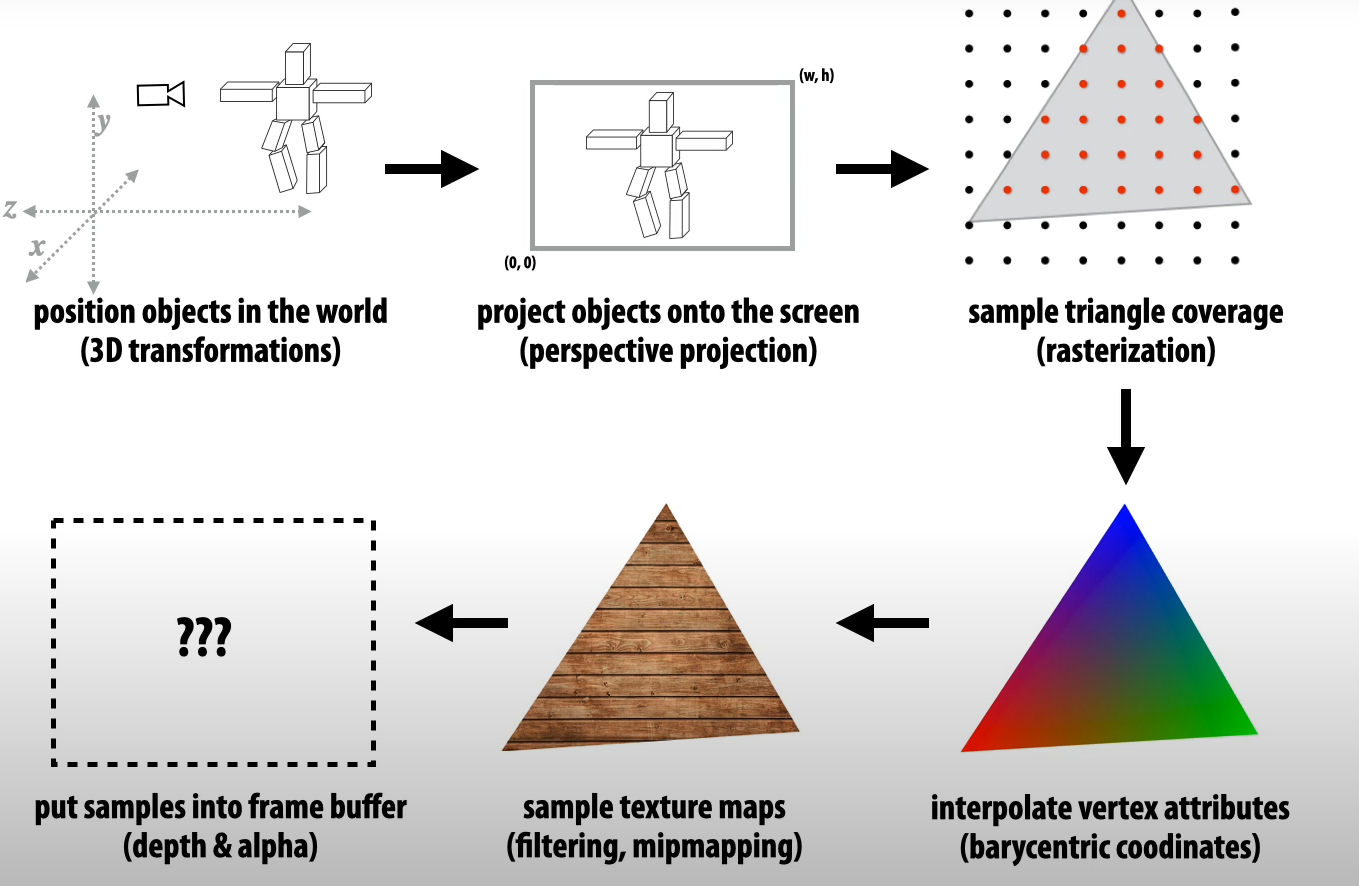 y
z
x
(w, h)
(0, 0)
position objects in the world
(3D transformations)
project objects onto the screen
(perspective projection)
sample triangle coverage
(rasterization)
???
put samples into frame buffer
(depth & alpha)
sample texture maps
(filtering, mipmapping)
interpolate vertex attributes
(barycentric coodinates)